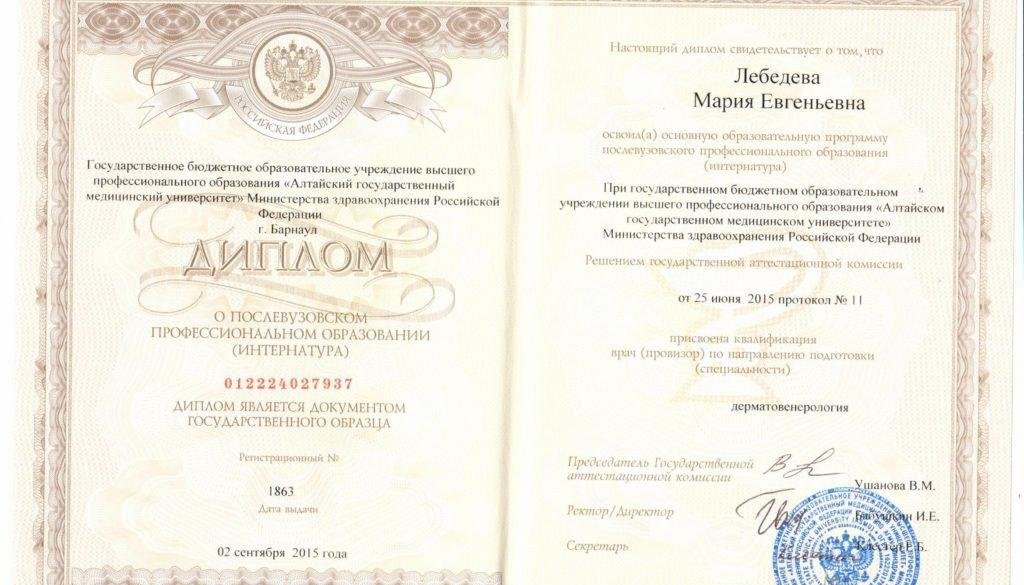 РОССИЙСКАЯ ФЕДЕРАЦИЯ
Государственное бюджетное образовательное учреждение высшего
профессионального образования «Алтайский государственный
медицинский университет» Министерства здравоохранения Российской
Федерации
г. Барнаул
ДИПЛОМ
О ПОСЛЕВУЗОВСКОМ
ПРОФЕССИОНАЛЬНОМ ОБРАЗОВАНИИ
(ИНТЕРНАТУРА)
012224027937
ДИПЛОМ ЯВЛЯЕТСЯ ДОКУМЕНТОМ
ГОСУДАРСТВЕННОГО ОБРАЗЦА
Регистрационный №
1863
Дата выдачи
02 сентября 2015 года
Настоящий диплом свидетельствует о том, что
Лебедева
Мария Евгеньевна
освоил(а) основную образовательную программу
послевузовского профессионального образования
(интернатура)
При государственном бюджетном образовательном
учреждении высшего профессионального образования «Алтайском
государственном медицинском университете»
Министерства здравоохранения Российской Федерации
Решением государственной аттестационной комиссии
от 25 июня 2015 протокол № 11
присвоена квалификация
врач (провизор) по направлению подготовки
(специальности)
дерматовенерология
Председатель Государственной
аттестационной комиссии
Ушанова В.М.
Ректор/Директор
И.Е.
Секретарь
Е.Б.